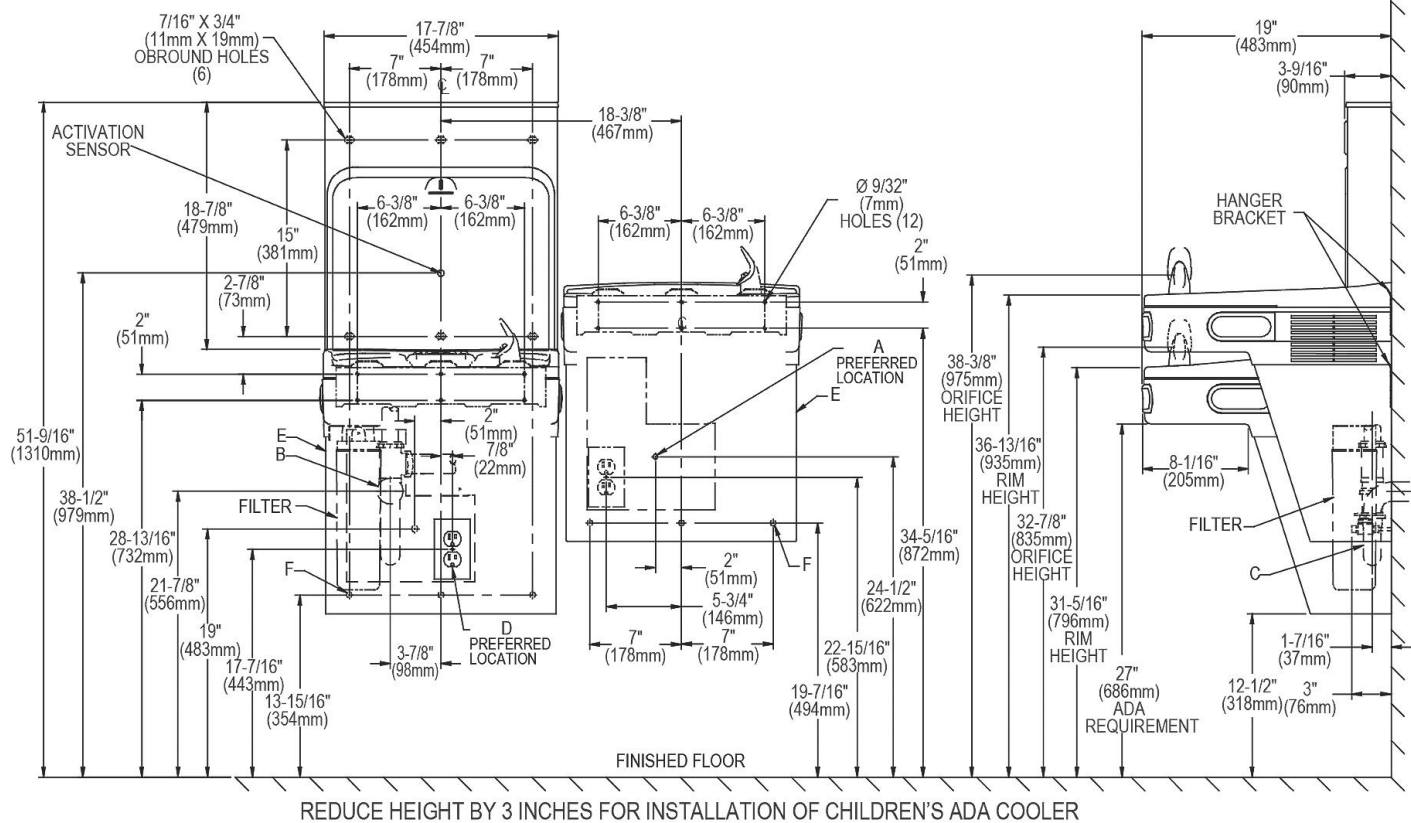 7/16" X 3/4"
(11mm X 19mm)
OBROUND HOLES
(6)
17-7/8"
(454mm)
7"
(178mm)
7"
(178mm)
℄
19"
(483mm)
3-9/16"
(90mm)
18-3/8"
(467mm)
ACTIVATION
SENSOR
18-7/8"
(479mm)
15"
(381mm)
2-7/8"
(73mm)
2"
(51mm)
6-3/8"
(162mm)
6-3/8"
(162mm)
6-3/8"
(162mm)
6-3/8"
(162mm)
Ø 9/32"
(7mm)
HOLES (12)
2"
(51mm)
HANGER
BRACKET
℄
A
PREFERRED
LOCATION
E
38-3/8"
(975mm)
ORIFICE
HEIGHT
36-13/16"
(935mm)
RIM
HEIGHT
32-7/8"
(835mm)
ORIFICE
HEIGHT
31-5/16"
(796mm)
RIM
HEIGHT
27"
(686mm)
ADA
REQUIREMENT
8-1/16"
(205mm)
FILTER
C
1-7/16"
(37mm)
12-1/2"
(318mm)
3"
(76mm)
51-9/16"
(1310mm)
38-1/2"
(979mm)
28-13/16"
(732mm)
21-7/8"
(556mm)
19"
(483mm)
17-7/16"
(443mm)
13-15/16"
(354mm)
E
B
FILTER
F
2"
(51mm)
7/8"
(22mm)
3-7/8"
(98mm)
D
PREFERRED
LOCATION
F
2"
(51mm)
5-3/4"
(146mm)
7"
(178mm)
7"
(178mm)
34-5/16"
(872mm)
24-1/2"
(622mm)
22-15/16"
(583mm)
19-7/16"
(494mm)
FINISHED FLOOR
REDUCE HEIGHT BY 3 INCHES FOR INSTALLATION OF CHILDREN'S ADA COOLER